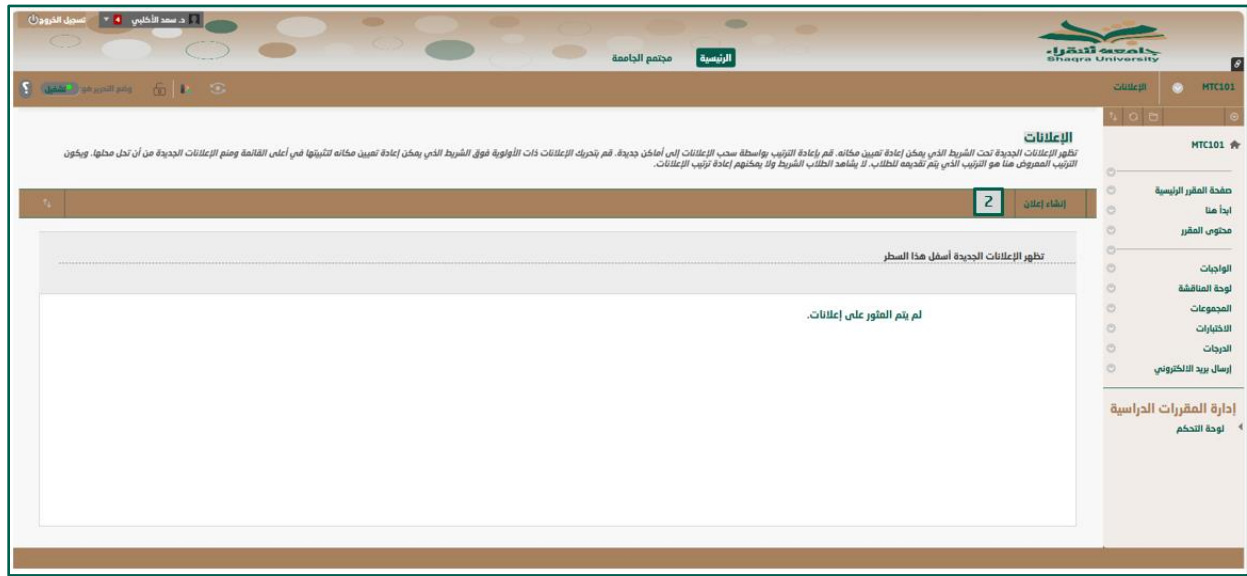 د. سعد الأكلبي 4 تسجيل الخروج
جامعة شقراء
Shaqra University
الرئيسية مجتمع الجامعة
MTC101 الإعلانات
وضع التحرير هو: تشغيل ?
الإعلانات
تظهر الإعلانات الجديدة تحت الشريط الذي يمكن إعادة تعيين مكانه. قم بإعادة الترتيب بواسطة سحب الإعلانات إلى أماكن جديدة. قم بتحريك الإعلانات ذات الأولوية فوق الشريط الذي يمكن إعادة تعيين مكانه لتثبيتها في أعلى القائمة ومنع الإعلانات الجديدة من أن تحل محلها. ويكون
الترتيب المعروض هنا هو الترتيب الذي يتم تقديمه للطلاب. لا يشاهد الطلاب الشريط ولا يمكنهم إعادة ترتيب الإعلانات.
إنشاء إعلان 2
تظهر الإعلانات الجديدة أسفل هذا السطر
لم يتم العثور على إعلانات.
MTC101
صفحة المقرر الرئيسية
ابدأ هنا
محتوى المقرر
الواجبات
لوحة المناقشة
المجموعات
الاختبارات
الدرجات
إرسال بريد الالكتروني
إدارة المقررات الدراسية
لوحة التحكم